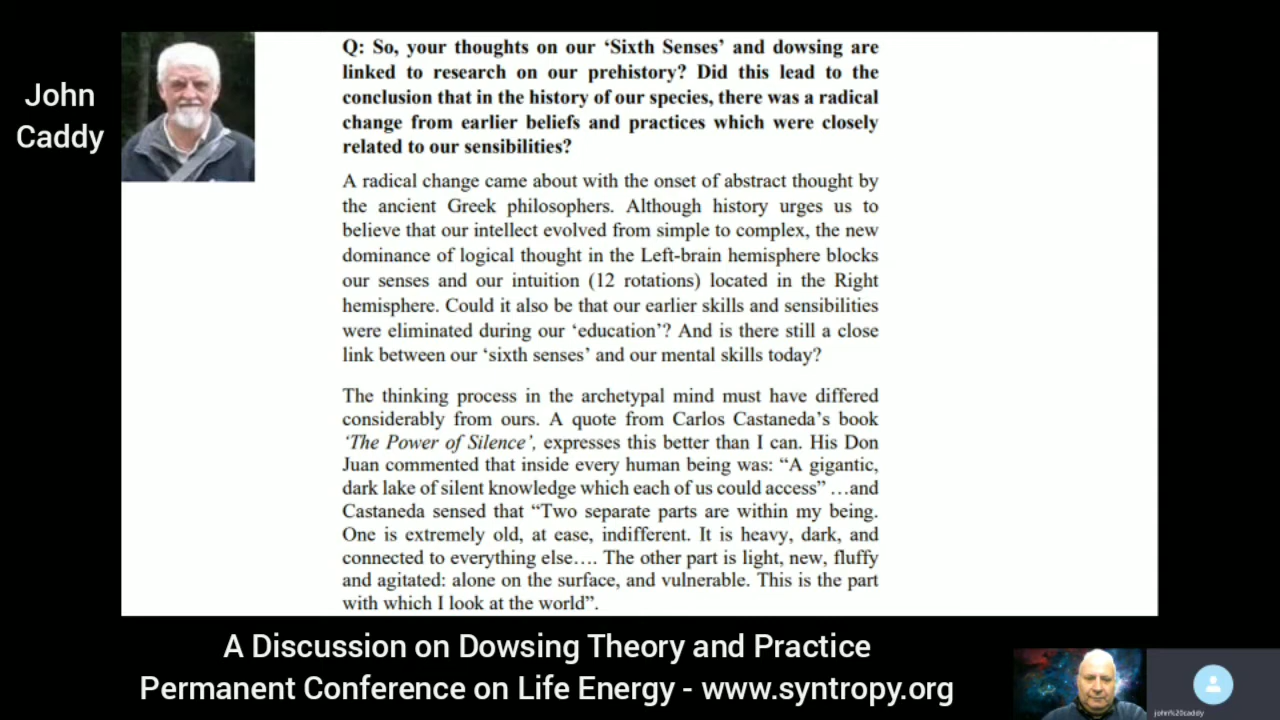 John
Caddy
Q: So, your thoughts on our ‘Sixth Senses’ and dowsing are
linked to research on our prehistory? Did this lead to the
conclusion that in the history of our species, there was a radical
change from earlier beliefs and practices which were closely
related to our sensibilities?
A radical change came about with the onset of abstract thought by
the ancient Greek philosophers. Although history urges us to
believe that our intellect evolved from simple to complex, the new
dominance of logical thought in the Left-brain hemisphere blocks
our senses and our intuition (12 rotations) located in the Right
hemisphere. Could it also be that our earlier skills and sensibilities
were eliminated during our ‘education’? And is there still a close
link between our ‘sixth senses’ and our mental skills today?
The thinking process in the archetypal mind must have differed
considerably from ours. A quote from Carlos Castaneda’s book
‘The Power of Silence’, expresses this better than I can. His Don
Juan commented that inside every human being was: “A gigantic,
dark lake of silent knowledge which each of us could access” …and
Castaneda sensed that “Two separate parts are within my being.
One is extremely old, at ease, indifferent. It is heavy, dark, and
connected to everything else…. The other part is light, new, fluffy
and agitated: alone on the surface, and vulnerable. This is the part
with which I look at the world”.
A Discussion on Dowsing Theory and Practice
Permanent Conference on Life Energy - www.syntropy.org
john%20caddy